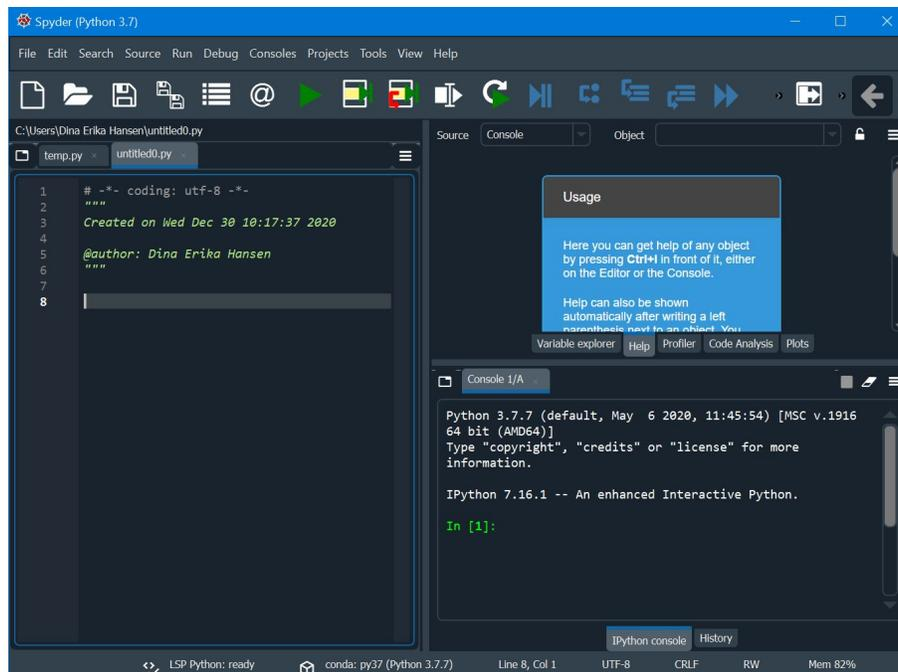 Spyder (Python 3.7)
File Edit Search Source Run Debug Consoles Projects Tools View Help
C:\Users\Dina Erika Hansen\untitled0.py
temp.py
untitled0.py
1 # -*- coding: utf-8 -*-
2 """
3 Created on Wed Dec 30 10:17:37 2020
4
5 @author: Dina Erika Hansen
6 """
7
8
Source Console Object
Usage
Here you can get help of any object
by pressing Ctrl+I in front of it, either
on the Editor or the Console.
Help can also be shown
automatically after writing a left
parenthesis next to an object. You
Variable explorer Help Profiler Code Analysis Plots
Console 1/A
Python 3.7.7 (default, May  6 2020, 11:45:54) [MSC v.1916
64 bit (AMD64)]
Type "copyright", "credits" or "license" for more
information.
IPython 7.16.1 -- An enhanced Interactive Python.
In [1]:
IPython console History
LSP Python: ready conda: py37 (Python 3.7.7) Line 8, Col 1 UTF-8 CRLF RW Mem 82%